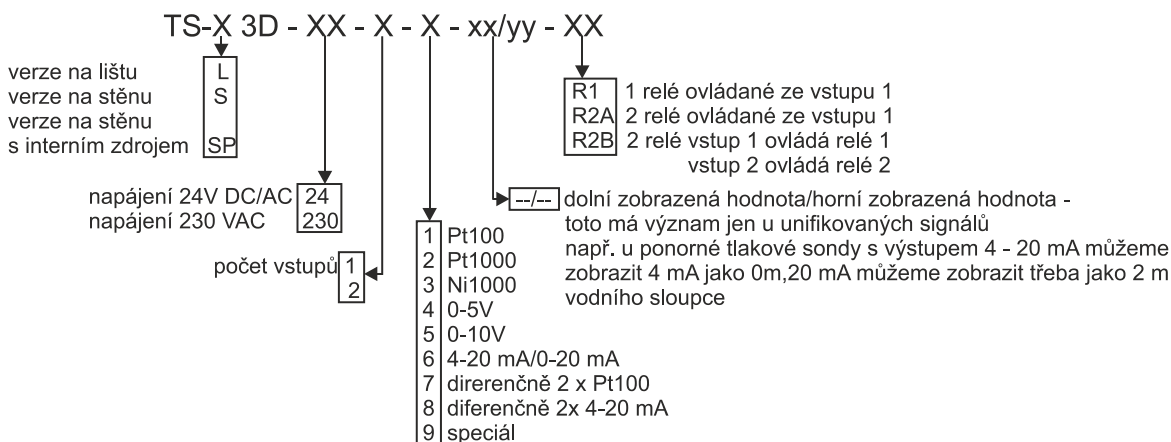 TS-X 3D - XX - X - X - xx/yy - XX
verze na lištu L
verze na stěnu S
verze na stěnu
s interním zdrojem SP
R1 1 relé ovládané ze vstupu 1
R2A 2 relé ovládané ze vstupu 1
R2B 2 relé vstup 1 ovládá relé 1
vstup 2 ovládá relé 2
napájení 24V DC/AC 24
napájení 230 VAC 230
--/-- dolní zobrazená hodnota/horní zobrazená hodnota -
toto má význam jen u unifikovaných signálů
např. u ponorné tlakové sondy s výstupem 4 - 20 mA můžeme
zobrazit 4 mA jako 0m,20 mA můžeme zobrazit třeba jako 2 m
vodního sloupce
počet vstupů 1
2
1 Pt100
2 Pt1000
3 Ni1000
4 0-5V
5 0-10V
6 4-20 mA/0-20 mA
7 direrenčně 2 x Pt100
8 diferenčně 2x 4-20 mA
9 speciál